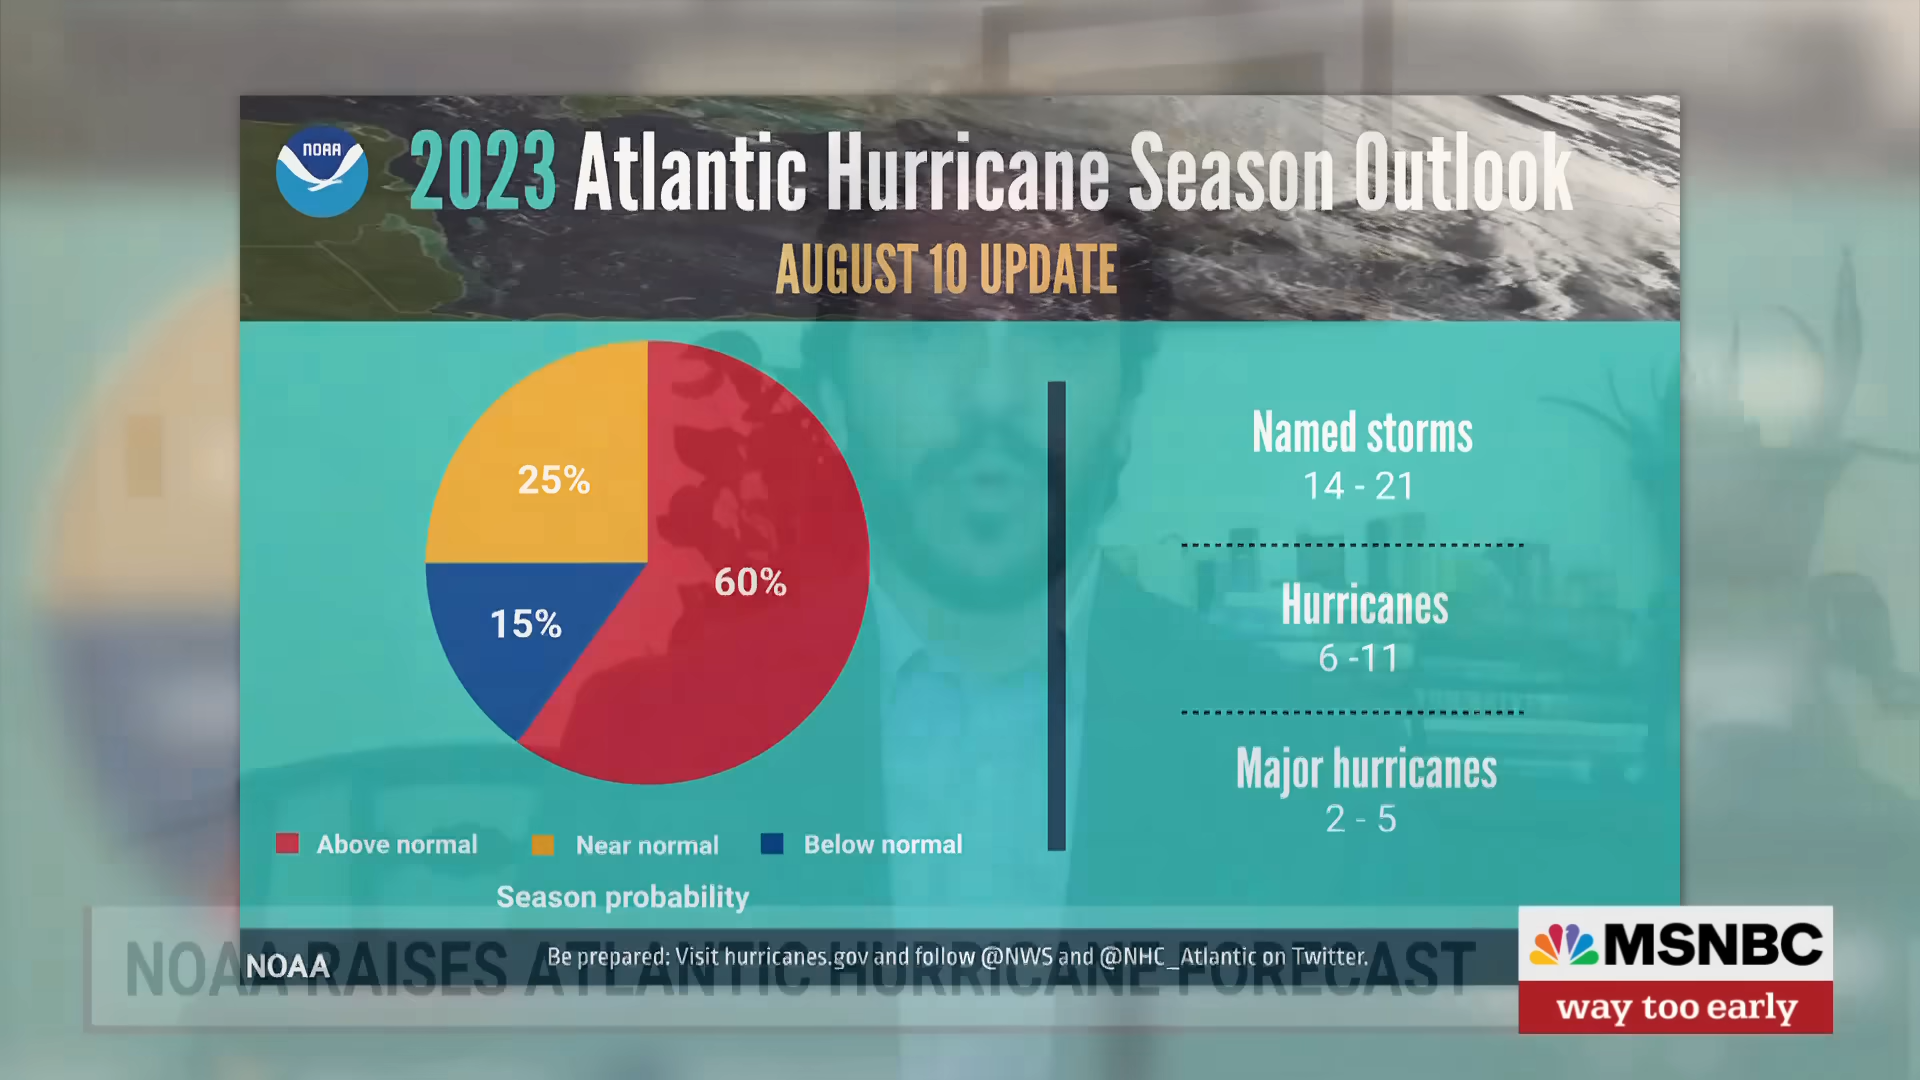 NOAA
2023 Atlantic Hurricane Season Outlook
AUGUST 10 UPDATE
25%
60%
15%
Above normal
Near normal
Below normal
Season probability
Named storms
14 - 21
Hurricanes
6 -11
Major hurricanes
2 - 5
NOAA RAISES ATLANTIC HURRICANE FORECAST
NOAA
Be prepared: Visit hurricanes.gov and follow @NWS and @NHC_Atlantic on Twitter.
MSNBC
way too early